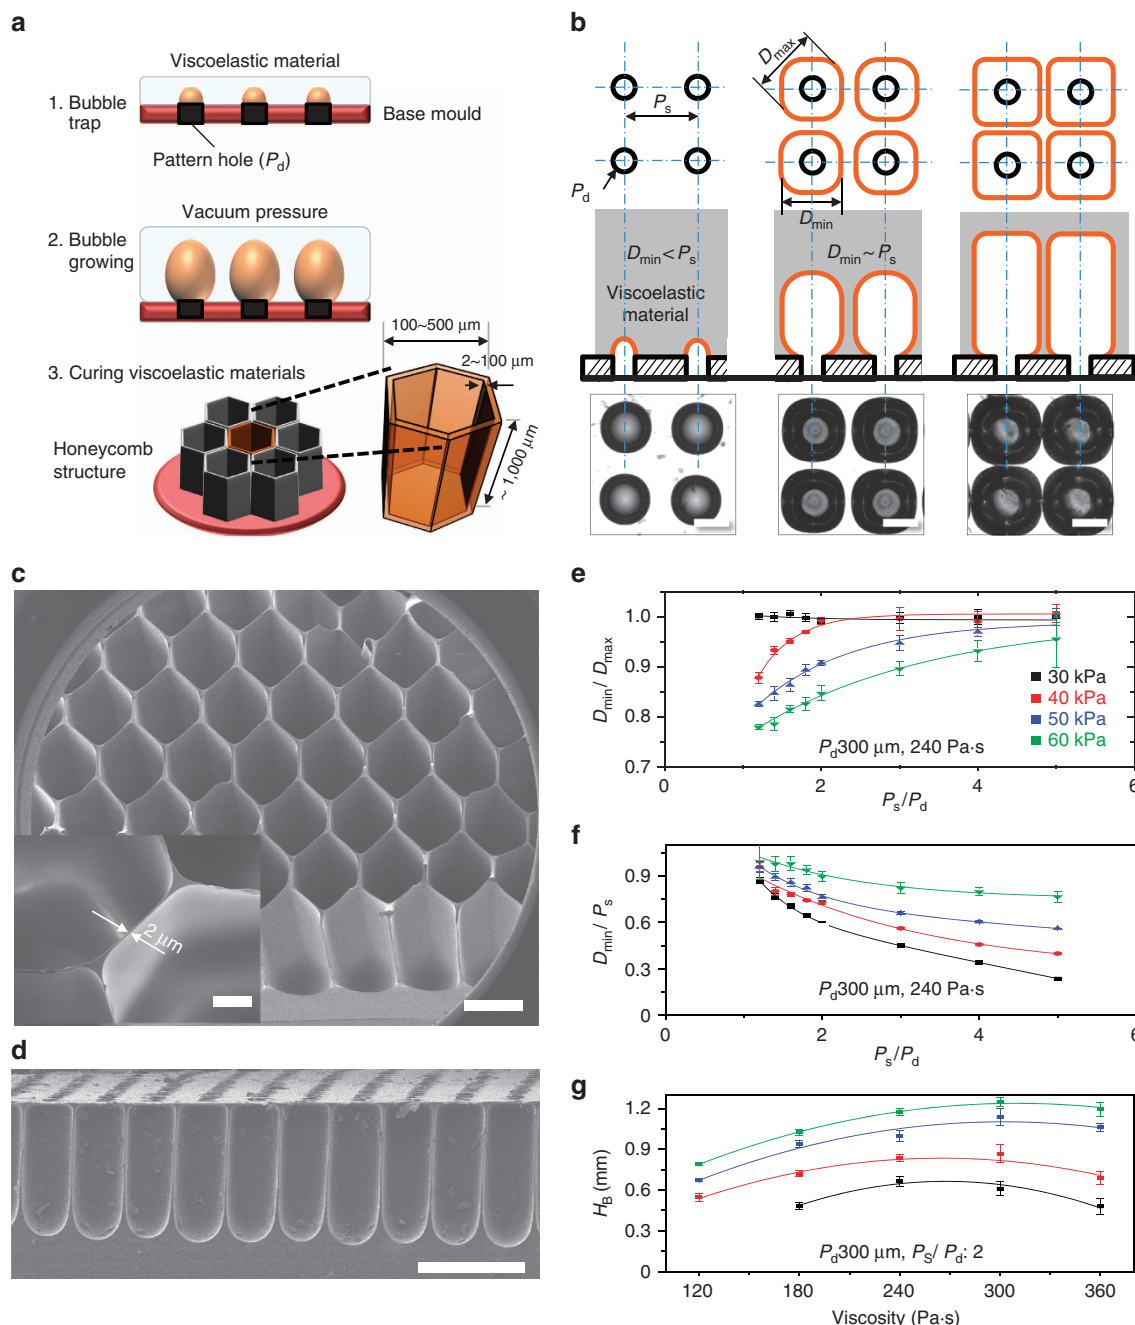 a
Viscoelastic material
1. Bubble
trap
Base mould
Pattern hole (Pd)
Vacuum pressure
2. Bubble
growing
100~500 µm
2~100 µm
3. Curing viscoelastic materials
Honeycomb
structure
~ 1,000 µm
b
Dmax
Ps
Pd
Dmin
Dmin<Ps
Dmin~Ps
Viscoelastic
material
c
2 µm
d
e
1.0
0.9
0.8
0.7
Dmin/ Dmax
30 kPa
40 kPa
50 kPa
60 kPa
Pd300 µm, 240 Pa·s
0 2 4 6
Ps/Pd
f
0.9
0.6
0.3
0
Dmin/ Ps
Pd300 µm, 240 Pa·s
0 2 4 6
Ps/Pd
g
1.2
0.9
0.6
0.3
0
HB (mm)
Pd300 µm, PS/ Pd: 2
120 180 240 300 360
Viscosity (Pa·s)